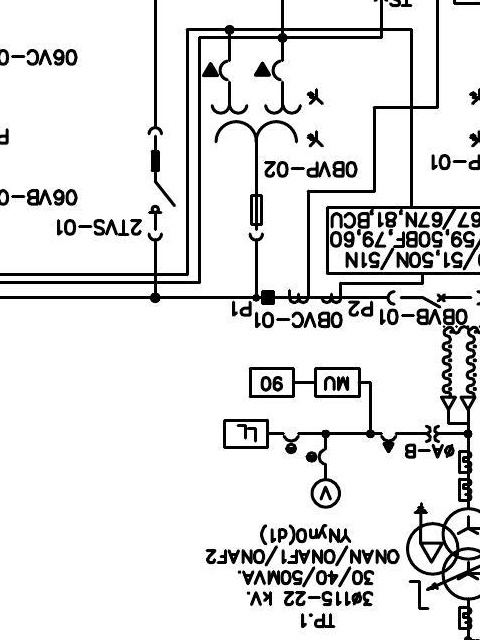 TP.1
3ø115-22 kV.
30/40/50MVA.
ONAN/ONAF1/ONAF2
YNyn0(d1)
V
øA-B
LL
MU
90
0BVB-01
P2
0BVC-01
P1
/51,50N/51N
59,50BF,79,60
67/67N,81,BCU
2TVS-01
06VB-0
P-01
0BVP-02
06VC-0